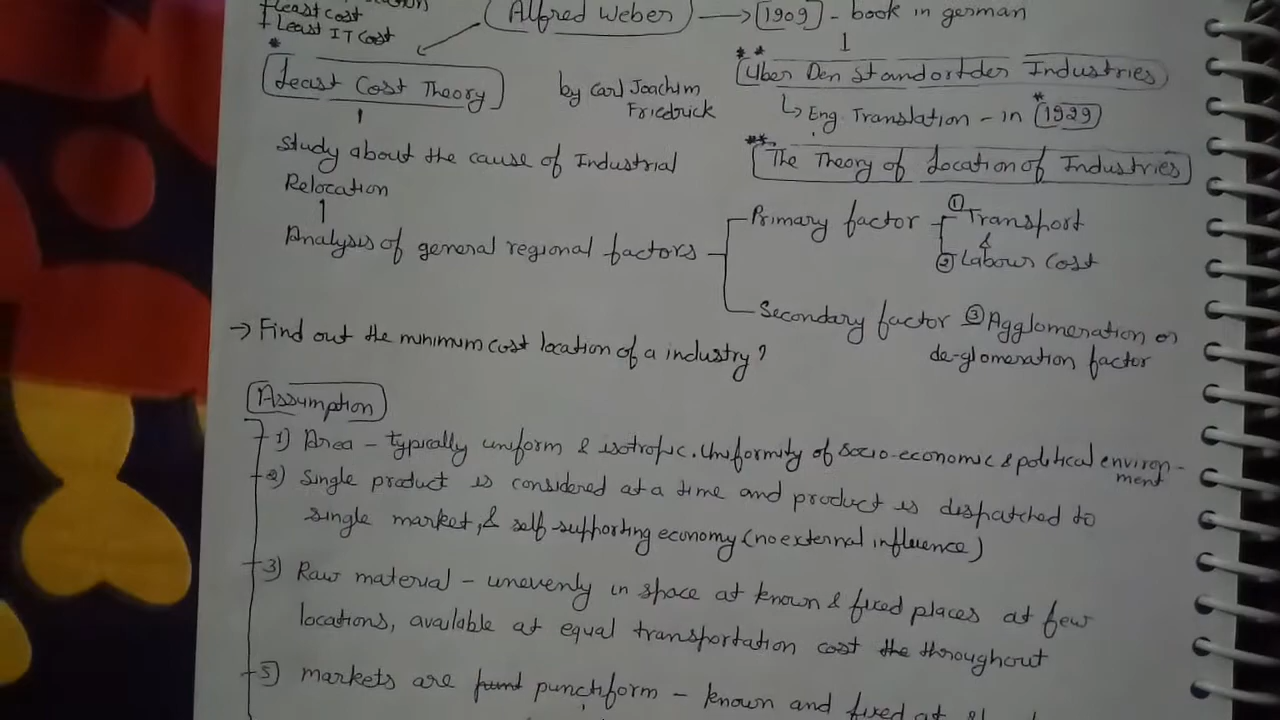 Least cost
Least IT cost
Alfred Weber → 1909 - book in german
* Least Cost Theory
by Carl Joachim
Friedrick
** Uber Den Standortder Industries
↳ Eng Translation - in * 1929
** The Theory of Location of Industries
Study about the cause of Industrial
Relocation
Analysis of general regional factors
Primary factor ① Transport
&
② Labour Cost
Secondary factor ③ Agglomeration or
de-glomeration factor
→ Find out the minimum cost location of a industry?
Assumption
1) Area - typically uniform & isotropic. Uniformity of socio-economic & political environ-
ment
2) Single product is considered at a time and product is dispatched to
single market, & self supporting economy (no external influence)
3) Raw material - unevenly in space at known & fixed places at few
locations, available at equal transportation cost the throughout
5) markets are punctiform - known and fixed at